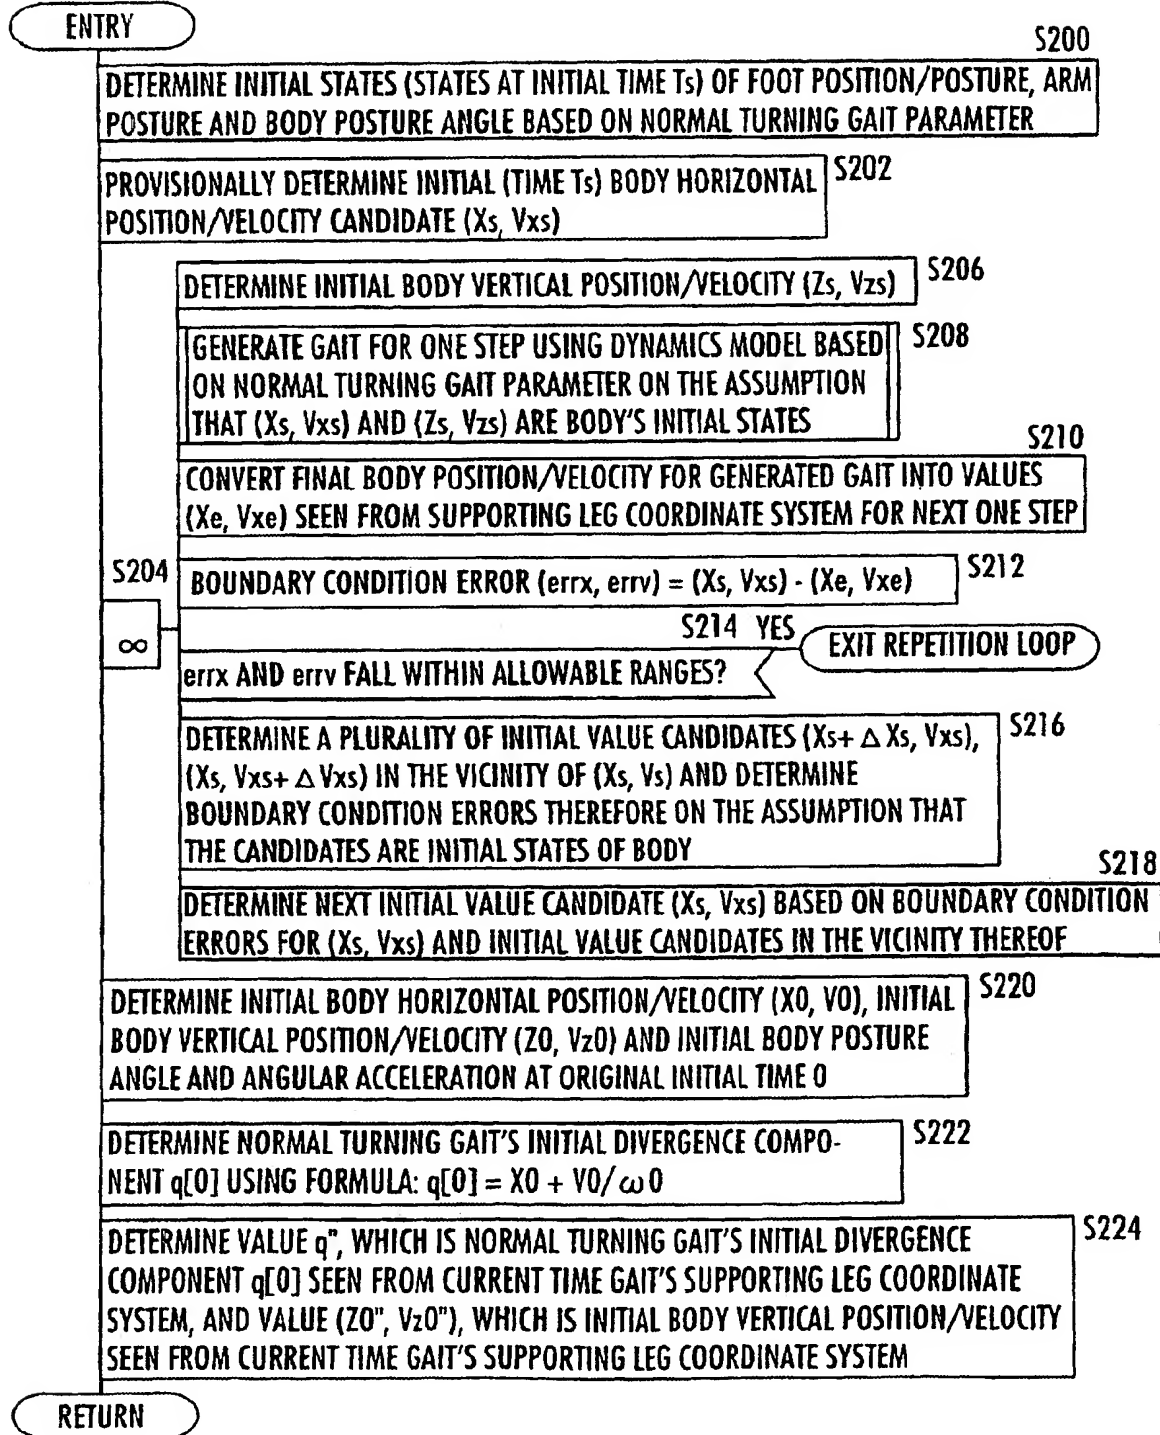 ENTRY
S200
DETERMINE INITIAL STATES (STATES AT INITIAL TIME Ts) OF FOOT POSITION/POSTURE, ARM
POSTURE AND BODY POSTURE ANGLE BASED ON NORMAL TURNING GAIT PARAMETER
S202
PROVISIONALLY DETERMINE INITIAL (TIME Ts) BODY HORIZONTAL
POSITION/VELOCITY CANDIDATE (Xs, Vxs)
S206
DETERMINE INITIAL BODY VERTICAL POSITION/VELOCITY (Zs, Vzs)
S208
GENERATE GAIT FOR ONE STEP USING DYNAMICS MODEL BASED
ON NORMAL TURNING GAIT PARAMETER ON THE ASSUMPTION
THAT (Xs, Vxs) AND (Zs, Vzs) ARE BODY'S INITIAL STATES
S210
CONVERT FINAL BODY POSITION/VELOCITY FOR GENERATED GAIT INTO VALUES
(Xe, Vxe) SEEN FROM SUPPORTING LEG COORDINATE SYSTEM FOR NEXT ONE STEP
S204
∞
BOUNDARY CONDITION ERROR (errx, errv) = (Xs, Vxs) - (Xe, Vxe)
S212
S214 YES
EXIT REPETITION LOOP
errx AND errv FALL WITHIN ALLOWABLE RANGES?
S216
DETERMINE A PLURALITY OF INITIAL VALUE CANDIDATES (Xs+ΔXs, Vxs),
(Xs, Vxs+ΔVxs) IN THE VICINITY OF (Xs, Vs) AND DETERMINE
BOUNDARY CONDITION ERRORS THEREFORE ON THE ASSUMPTION THAT
THE CANDIDATES ARE INITIAL STATES OF BODY
S218
DETERMINE NEXT INITIAL VALUE CANDIDATE (Xs, Vxs) BASED ON BOUNDARY CONDITION
ERRORS FOR (Xs, Vxs) AND INITIAL VALUE CANDIDATES IN THE VICINITY THEREOF
S220
DETERMINE INITIAL BODY HORIZONTAL POSITION/VELOCITY (X0, V0), INITIAL
BODY VERTICAL POSITION/VELOCITY (Z0, Vz0) AND INITIAL BODY POSTURE
ANGLE AND ANGULAR ACCELERATION AT ORIGINAL INITIAL TIME 0
S222
DETERMINE NORMAL TURNING GAIT'S INITIAL DIVERGENCE COMPO-
NENT q[0] USING FORMULA: q[0] = X0 + V0/ω0
S224
DETERMINE VALUE q", WHICH IS NORMAL TURNING GAIT'S INITIAL DIVERGENCE
COMPONENT q[0] SEEN FROM CURRENT TIME GAIT'S SUPPORTING LEG COORDINATE
SYSTEM, AND VALUE (Z0", Vz0"), WHICH IS INITIAL BODY VERTICAL POSITION/VELOCITY
SEEN FROM CURRENT TIME GAIT'S SUPPORTING LEG COORDINATE SYSTEM
RETURN